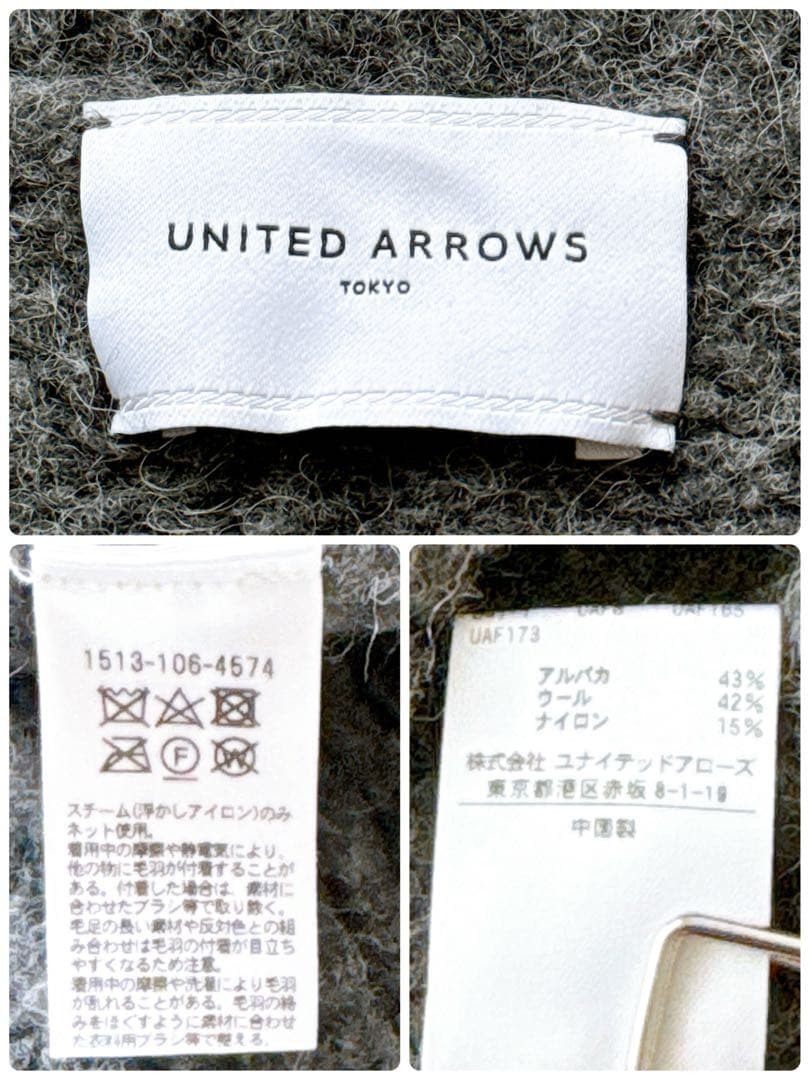 UNITED ARROWS
TOKYO
1513-106-4574
F
W
スチーム(浮かしアイロン)のみ
ネット使用。
着用中の摩擦や静電気により、
他の物に毛羽が付着することが
ある。付着した場合は、素材に
合わせたブラシ等で取り除く。
毛足の長い素材や反対色との組
み合わせは毛羽の付着が目立ち
やすくなるため注意。
着用中の摩擦や洗濯により毛羽
が乱れることがある。毛羽の絡
みをほぐすように素材に合わせ
た衣料用ブラシ等で整える。
UAF165
UAF173
アルパカ 43%
ウール 42%
ナイロン 15%
株式会社 ユナイテッドアローズ
東京都港区赤坂 8-1-19
中国製